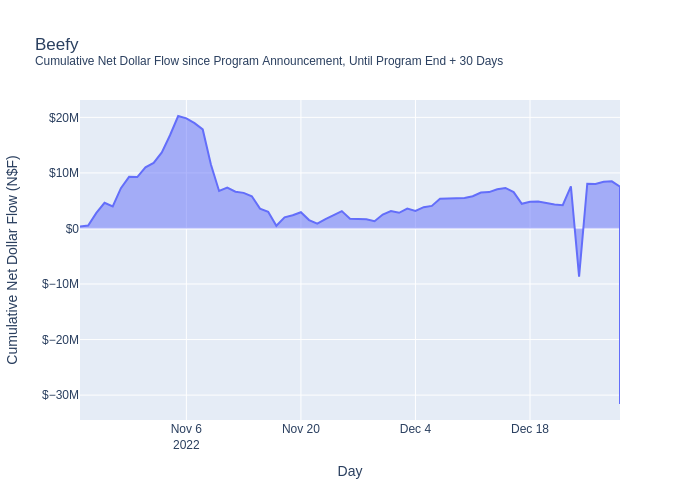 Beefy
Cumulative Net Dollar Flow since Program Announcement, Until Program End + 30 Days
Cumulative Net Dollar Flow (N$F)
$20M
$10M
$0
$−10M
$−20M
$−30M
Nov 6
2022
Nov 20
Dec 4
Dec 18
Day